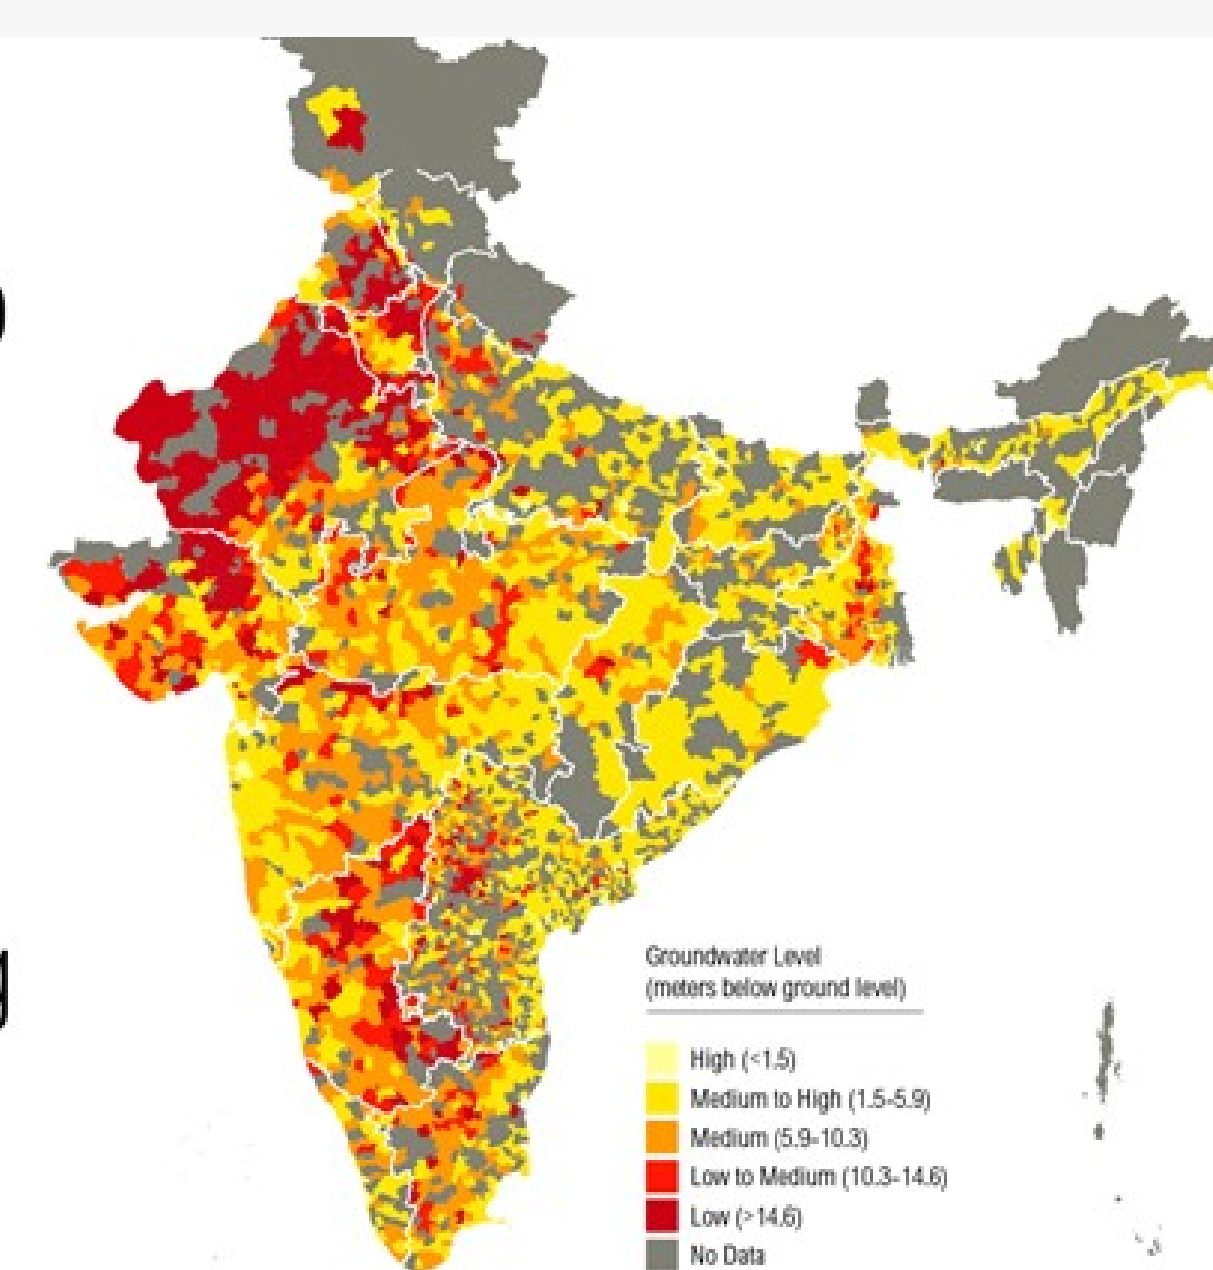 Groundwater Level
(meters below ground level)
High (<1.5)
Medium to High (1.5-5.9)
Medium (5.9-10.3)
Low to Medium (10.3-14.6)
Low (>14.6)
No Data